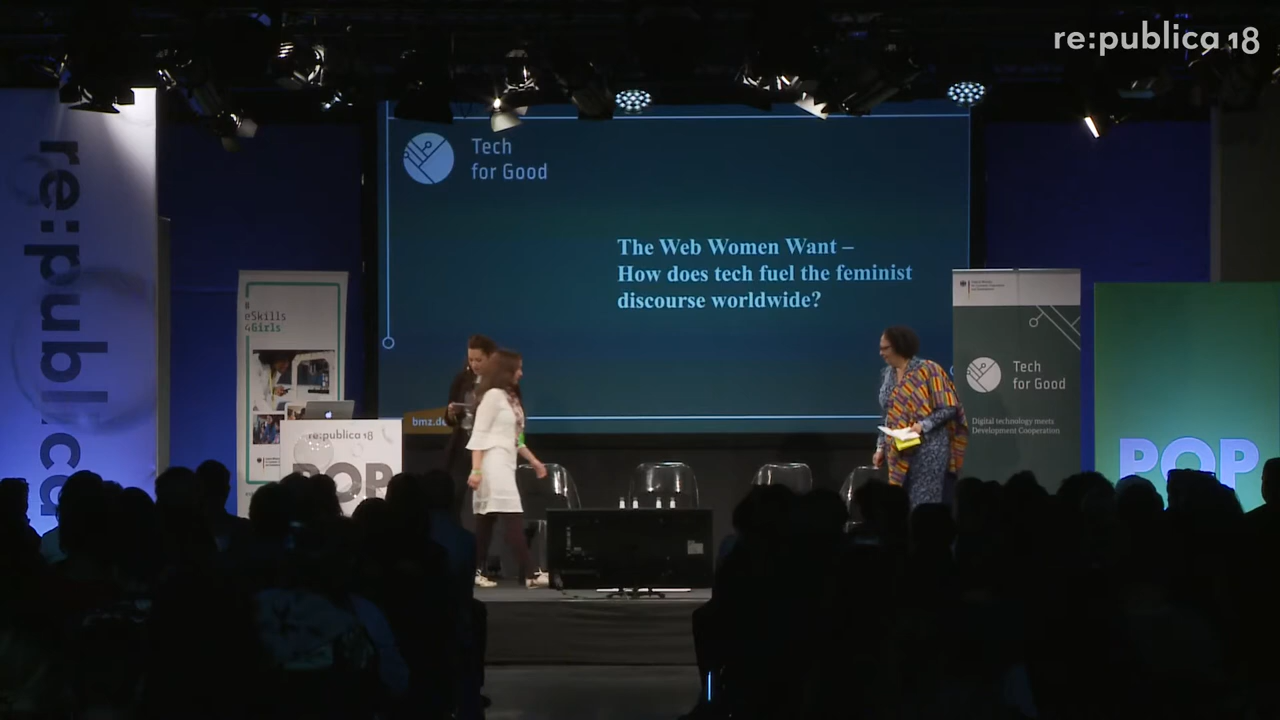 re:publica 18
re:publica
Tech
for Good
The Web Women Want –
How does tech fuel the feminist
discourse worldwide?
#
eSkills
4Girls
bmz.de
re:publica 18
POP
Tech
for Good
Digital technology meets
Development Cooperation
POP